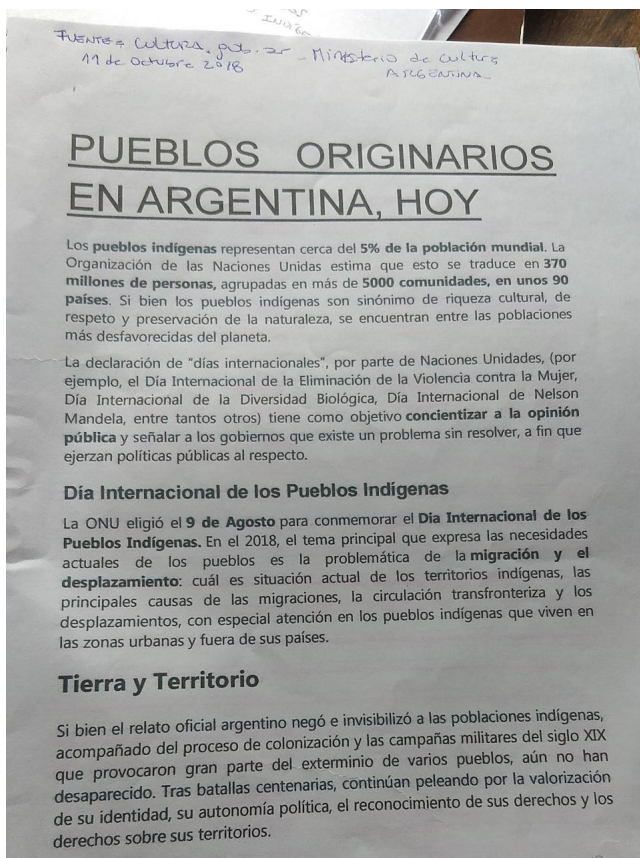 INDÍGE
FUENTE: Cultura.gob.ar - Ministerio de Cultura
11 de Octubre 2018 ARGENTINA
PUEBLOS ORIGINARIOS
EN ARGENTINA, HOY
Los pueblos indígenas representan cerca del 5% de la población mundial. La
Organización de las Naciones Unidas estima que esto se traduce en 370
millones de personas, agrupadas en más de 5000 comunidades, en unos 90
países. Si bien los pueblos indígenas son sinónimo de riqueza cultural, de
respeto y preservación de la naturaleza, se encuentran entre las poblaciones
más desfavorecidas del planeta.
La declaración de "días internacionales", por parte de Naciones Unidas, (por
ejemplo, el Día Internacional de la Eliminación de la Violencia contra la Mujer,
Día Internacional de la Diversidad Biológica, Día Internacional de Nelson
Mandela, entre tantos otros) tiene como objetivo concientizar a la opinión
pública y señalar a los gobiernos que existe un problema sin resolver, a fin que
ejerzan políticas públicas al respecto.
Día Internacional de los Pueblos Indígenas
La ONU eligió el 9 de Agosto para conmemorar el Día Internacional de los
Pueblos Indígenas. En el 2018, el tema principal que expresa las necesidades
actuales de los pueblos es la problemática de la migración y el
desplazamiento: cuál es situación actual de los territorios indígenas, las
principales causas de las migraciones, la circulación transfronteriza y los
desplazamientos, con especial atención en los pueblos indígenas que viven en
las zonas urbanas y fuera de sus países.
Tierra y Territorio
Si bien el relato oficial argentino negó e invisibilizó a las poblaciones indígenas,
acompañado del proceso de colonización y las campañas militares del siglo XIX
que provocaron gran parte del exterminio de varios pueblos, aún no han
desaparecido. Tras batallas centenarias, continúan peleando por la valorización
de su identidad, su autonomía política, el reconocimiento de sus derechos y los
derechos sobre sus territorios.